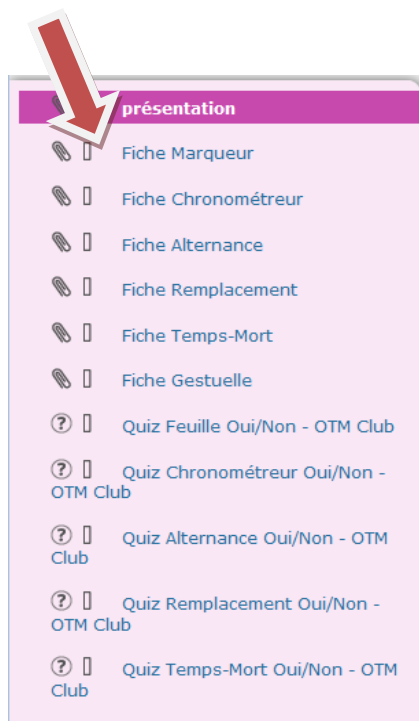 présentation
Fiche Marqueur
Fiche Chronométreur
Fiche Alternance
Fiche Remplacement
Fiche Temps-Mort
Fiche Gestuelle
Quiz Feuille Oui/Non - OTM Club
Quiz Chronométreur Oui/Non -
OTM Club
Quiz Alternance Oui/Non - OTM
Club
Quiz Remplacement Oui/Non -
OTM Club
Quiz Temps-Mort Oui/Non - OTM
Club